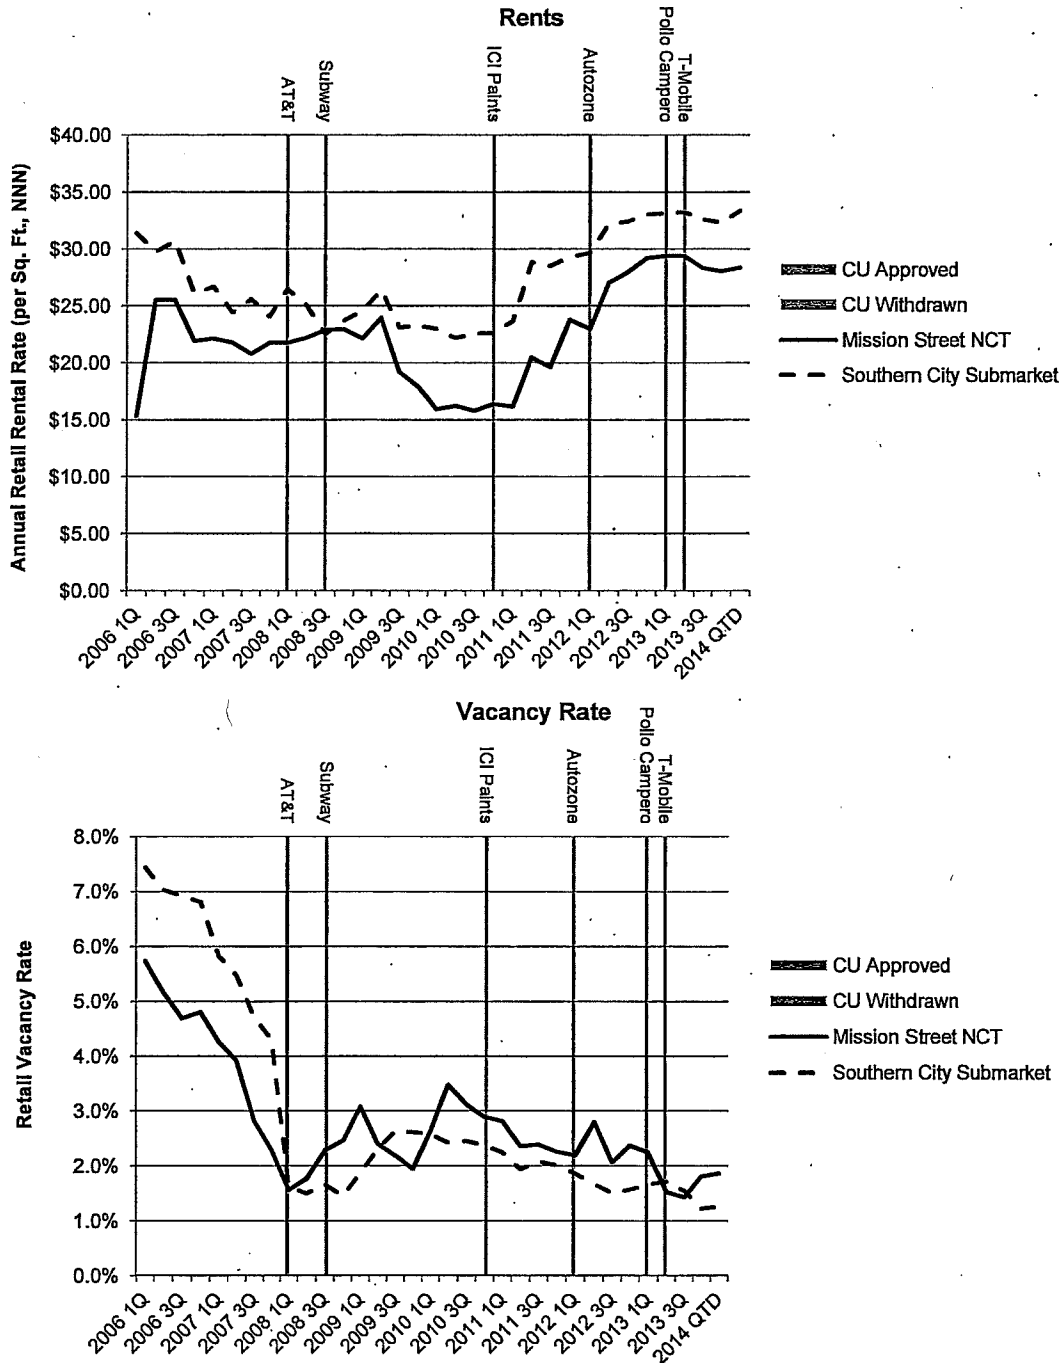 Rents
AT&T
Subway
ICI Paints
Autozone
Pollo Campero
T-Mobile
Annual Retail Rental Rate (per Sq. Ft., NNN)
$40.00
$35.00
$30.00
$25.00
$20.00
$15.00
$10.00
$5.00
$0.00
2006 1Q
2006 3Q
2007 1Q
2007 3Q
2008 1Q
2008 3Q
2009 1Q
2009 3Q
2010 1Q
2010 3Q
2011 1Q
2011 3Q
2012 1Q
2012 3Q
2013 1Q
2013 3Q
2014 QTD
CU Approved
CU Withdrawn
Mission Street NCT
Southern City Submarket
Vacancy Rate
AT&T
Subway
ICI Paints
Autozone
Pollo Campero
T-Mobile
Retail Vacancy Rate
8.0%
7.0%
6.0%
5.0%
4.0%
3.0%
2.0%
1.0%
0.0%
2006 1Q
2006 3Q
2007 1Q
2007 3Q
2008 1Q
2008 3Q
2009 1Q
2009 3Q
2010 1Q
2010 3Q
2011 1Q
2011 3Q
2012 1Q
2012 3Q
2013 1Q
2013 3Q
2014 QTD
CU Approved
CU Withdrawn
Mission Street NCT
Southern City Submarket